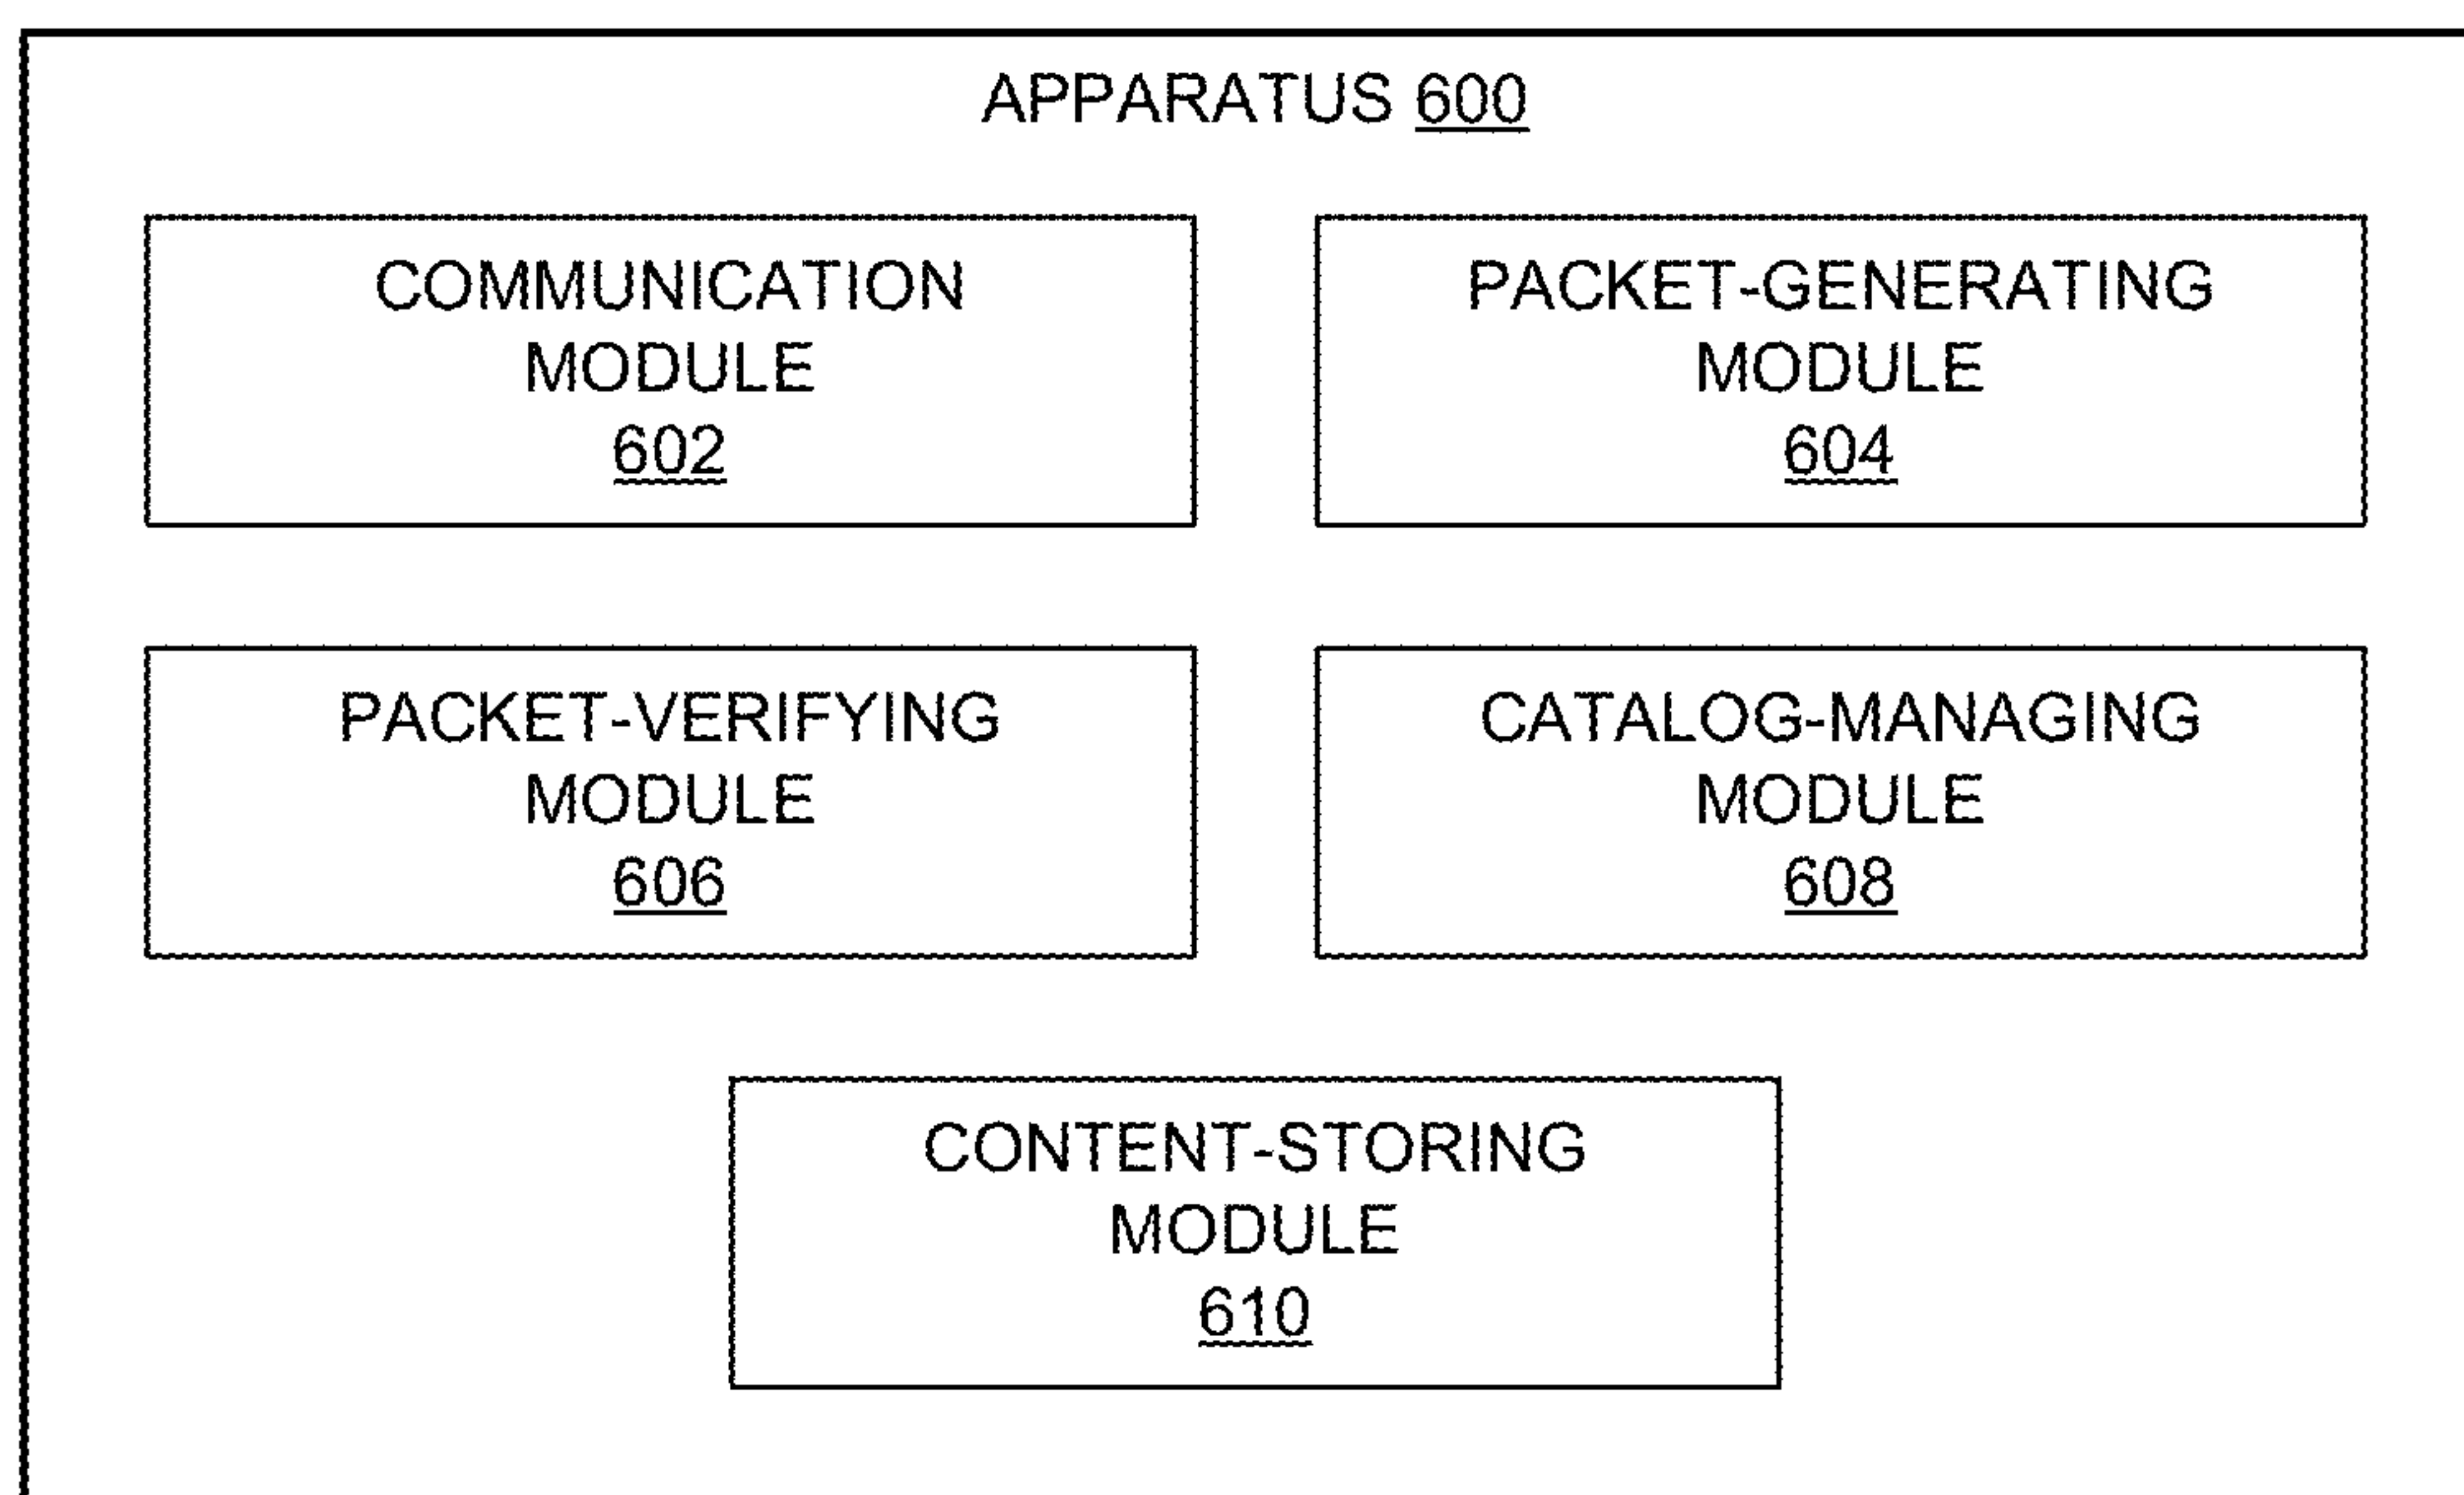 APPARATUS 600
COMMUNICATION
MODULE
602
PACKET-GENERATING
MODULE
604
PACKET-VERIFYING
MODULE
606
CATALOG-MANAGING
MODULE
608
CONTENT-STORING
MODULE
610